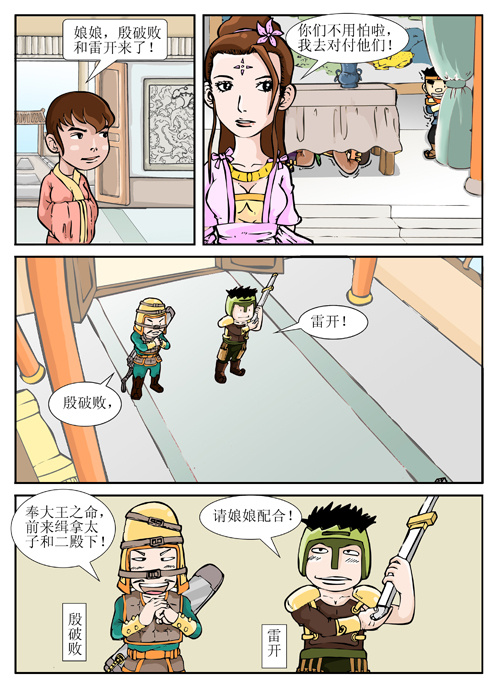 娘娘，殷破败
和雷开来了！
你们不用怕啦，
我去对付他们！
殷破败，
雷开！
奉大王之命，
前来缉拿太
子和二殿下！
请娘娘配合！
殷破败
雷开